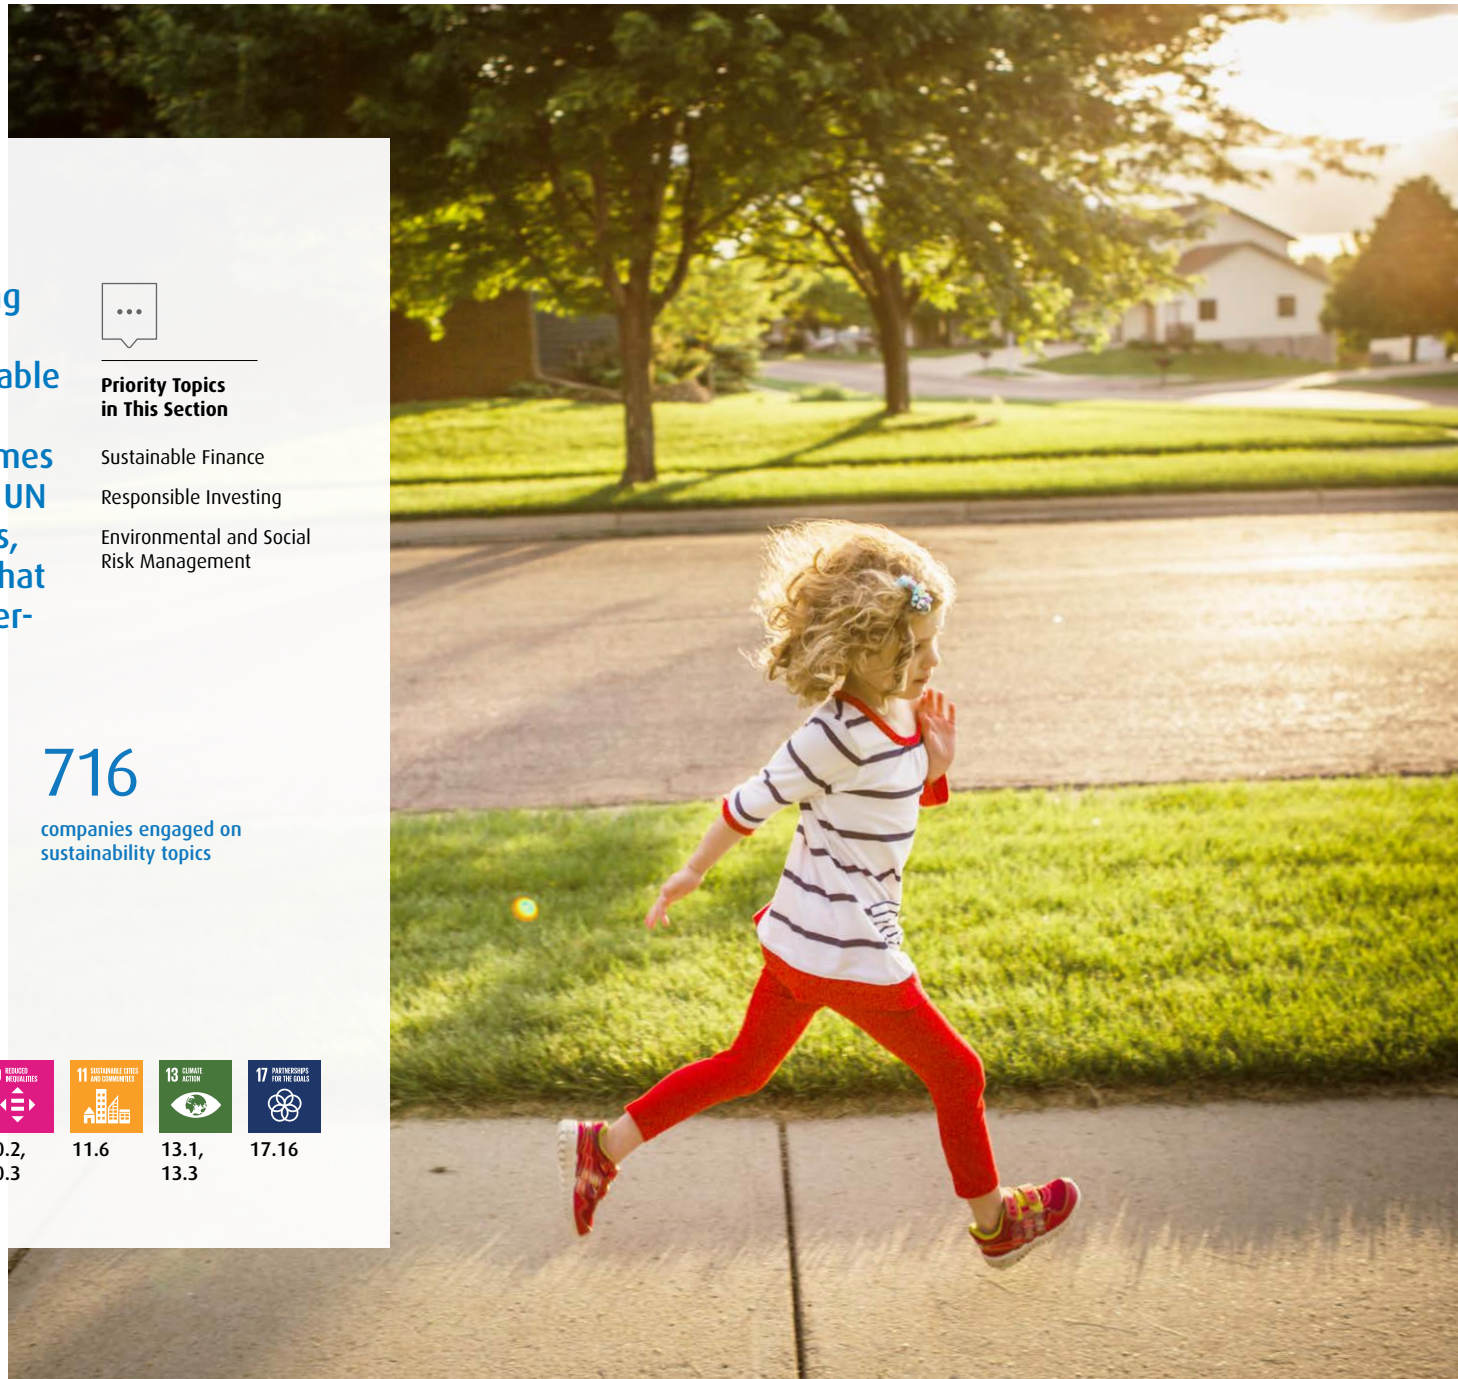 g
able
mes
UN
s,
hat
er-
Priority Topics
in This Section
Sustainable Finance
Responsible Investing
Environmental and Social
Risk Management
716
companies engaged on
sustainability topics
REDUCED
INEQUALITIES
11 SUSTAINABLE CITIES
AND COMMUNITIES
13 CLIMATE
ACTION
17 PARTNERSHIPS
FOR THE GOALS
0.2,
0.3
11.6
13.1,
13.3
17.16